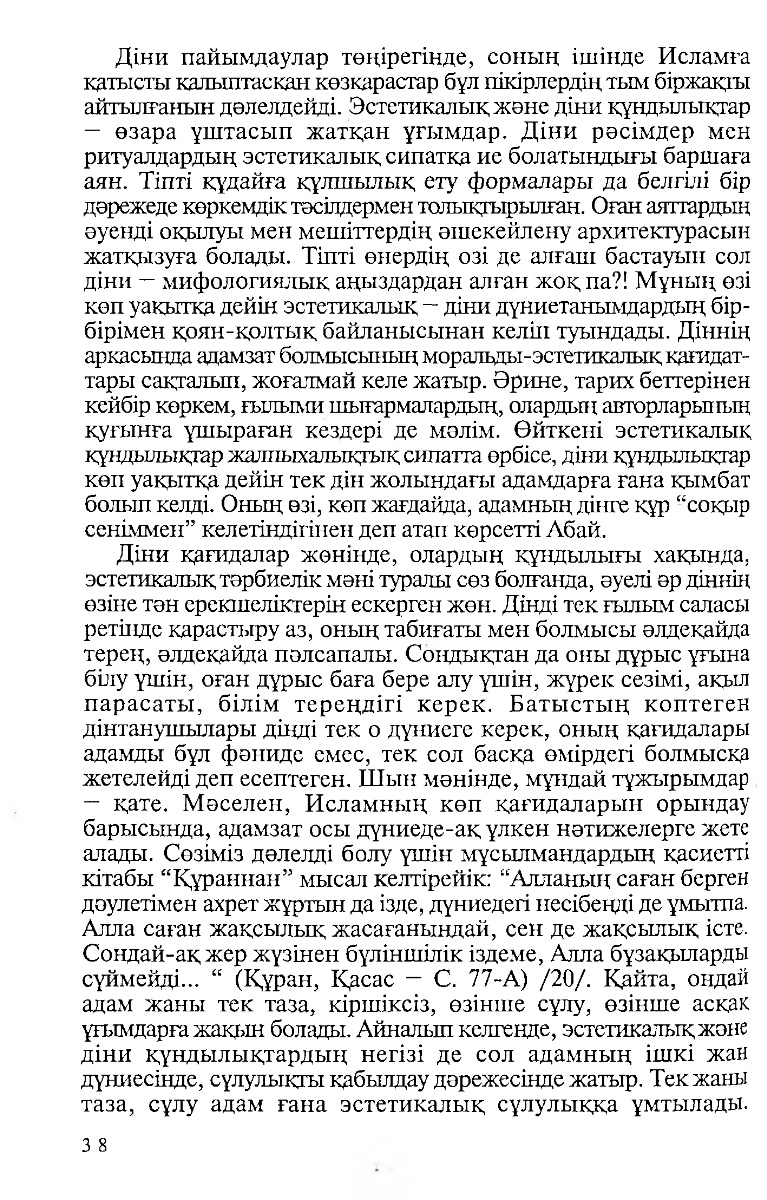 Діни пайымдаулар төңірегінде, соның ішінде Исламға
қатысты қалыптасқан көзқарастар бұл пікірлердің тым біржақты
айтылғанын дәлелдейді. Эстетикалық және діни құндылықтар
— өзара ұштасып жатқан ұғымдар. Діни рәсімдер мен
ритуалдардың эстетикалық сипатқа ие болатындығы баршаға
аян. Тіпті құдайға құлшылық ету формалары да белгілі бір
дәрежеде көркемдік тәсілдермен толықтырылған. Оған аяттардың
әуенді оқылуы мен мешіттердің әшекейлену архитектурасын
жатқызуға болады. Тіпті өнердің өзі де алғаш бастауын сол
діни — мифологиялық аңыздардан алған жоқ па?! Мұның өзі
көп уақытқа дейін эстетикалық — діни дүниетанымдардың бір-
бірімен қоян-қолтық байланысынан келіп туындады. Діннің
арқасында адамзат болмысының моральды-эстетикалық қағидат-
тары сақталып, жоғалмай келе жатыр. Әрине, тарих беттерінен
кейбір көркем, ғылыми шығармалардың, олардың авторларының
қуғынға ұшыраған кездері де мәлім. Өйткені эстетикалық
құндылықтар жалпыхалықтық сипатта өрбісе, діни құндылықтар
көп уақытқа дейін тек дін жолындағы адамдарға ғана қымбат
болып келді. Оның өзі, көп жағдайда, адамның дінге құр “соқыр
сеніммен” келетіндігінен деп атап көрсетті Абай.
Діни қағидалар жөнінде, олардың құндылығы хақында,
эстетикалық тәрбиелік мәні туралы сөз болғанда, әуелі әр діннің
өзіне тән ерекшеліктерін ескерген жөн. Дінді тек ғылым саласы
ретінде қарастыру аз, оның табиғаты мен болмысы әлдеқайда
терең, әлдеқайда пәлсапалы. Сондықтан да оны дұрыс ұғына
білу үшін, оған дұрыс баға бере алу үшін, жүрек сезімі, ақыл
парасаты, білім тереңдігі керек. Батыстың көптеген
дінтанушылары дінді тек о дүниеге керек, оның қағидалары
адамды бұл фәниде емес, тек сол басқа өмірдегі болмысқа
жетелейді деп есептеген. Шын мәнінде, мұндай тұжырымдар
— қате. Мәселен, Исламның көп қағидаларын орындау
барысында, адамзат осы дүниеде-ақ үлкен нәтижелерге жете
алады. Сөзіміз дәлелді болу үшін мұсылмандардың қасиетті
кітабы “Құраннан” мысал келтірейік: “Алланың саған берген
дәулетімен ахрет жұртын да ізде, дүниедегі несібеңді де ұмытпа.
Алла саған жақсылық жасағанындай, сен де жақсылық істе.
Сондай-ақ жер жүзінен бүліншілік іздеме, Алла бұзақыларды
сүймейді... “ (Құран, Қасас — С. 77-А) /20/. Қайта, ондай
адам жаны тек таза, кіршіксіз, өзінше сұлу, өзінше асқақ
ұғымдарға жақын болады. Айналып келгенде, эстетикалық және
діни құндылықтардың негізі де сол адамның ішкі жан
дүниесінде, сұлулықты қабылдау дәрежесінде жатыр. Тек жаны
таза, сұлу адам ғана эстетикалық сұлулыққа ұмтылады.
38